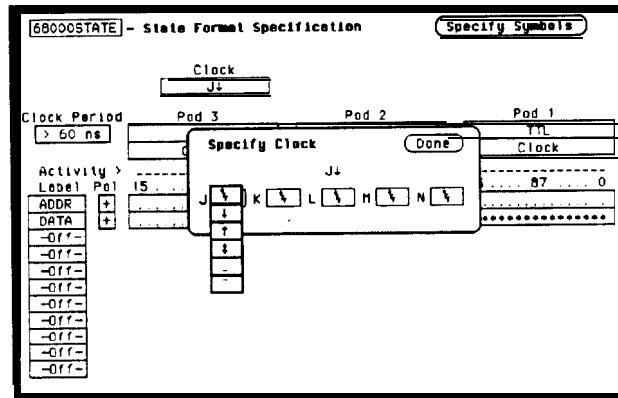 68000STATE - State Format Specification Specify Symbols
Clock
J↓
Clock Period Pod 3 Pod 2 Pod 1
> 60 ns TTL
Specify Clock Done Clock
Activity > J↓
Label Pol 15 87 0
J K L M N
ADDR +
DATA +
↓
-Off- ↑
-Off- ↕
-Off-
-Off-
-Off-
-Off-
-Off-
-Off-
-Off-